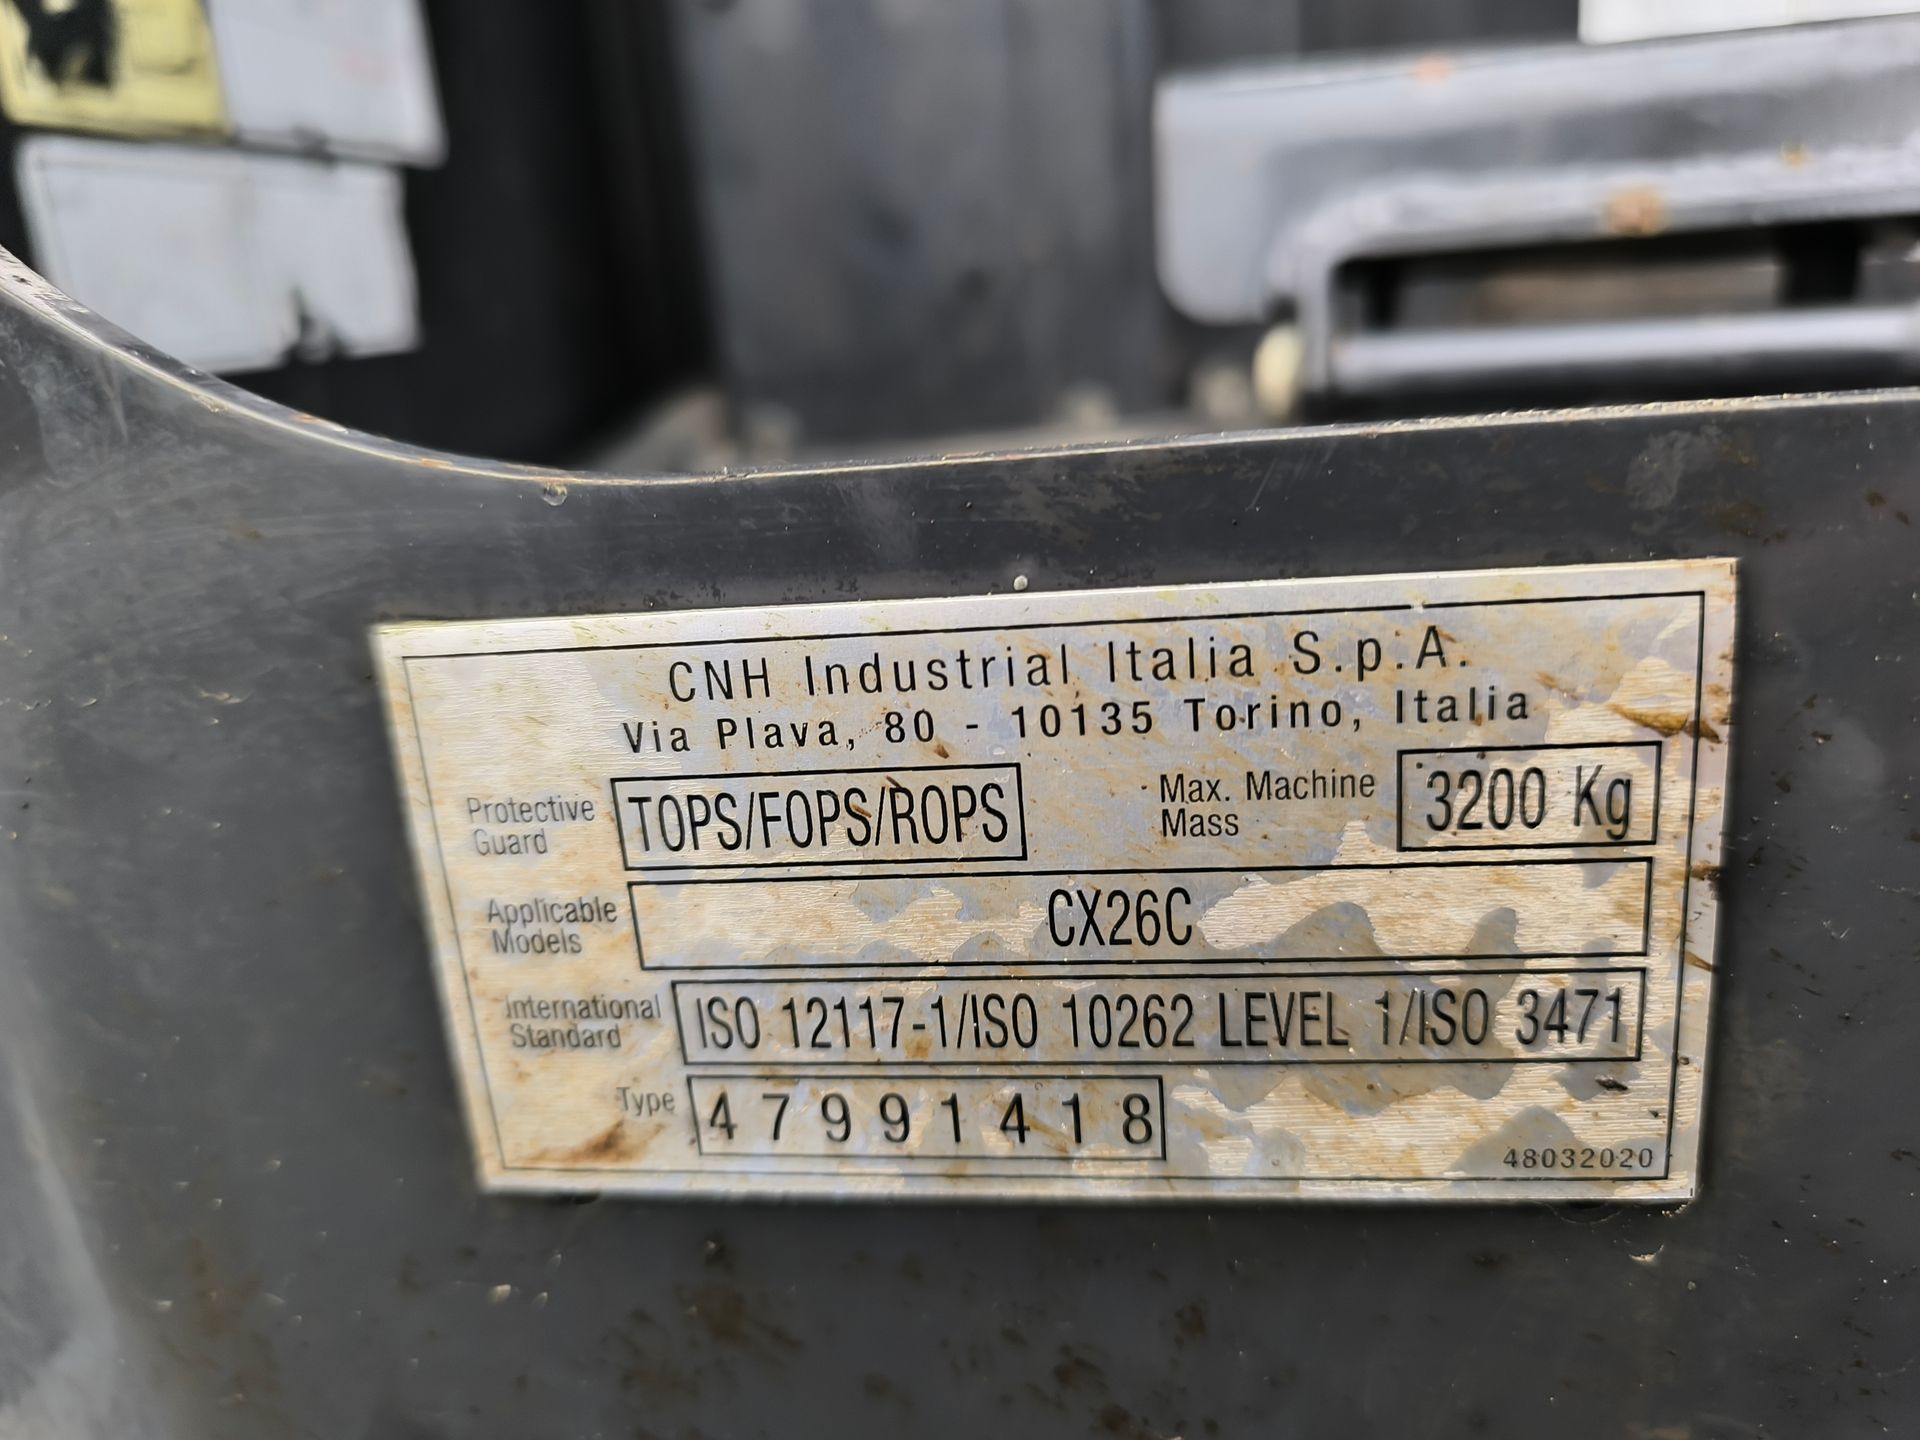 CNH Industrial Italia S.p.A.
Via Plava, 80 - 10135 Torino, Italia
Protective Guard TOPS/FOPS/ROPS Max. Machine Mass 3200 Kg
Applicable Models CX26C
International Standard ISO 12117-1/ISO 10262 LEVEL 1/ISO 3471
Type 47991418
48032020